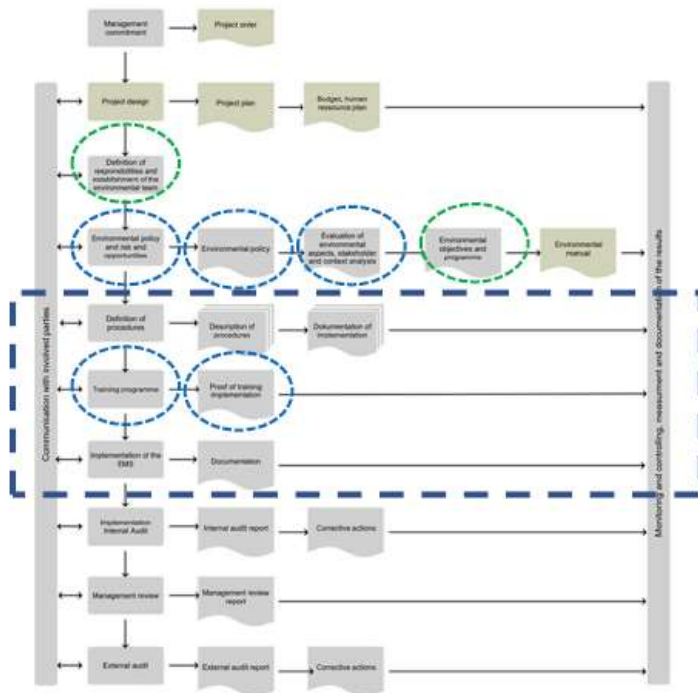 Management
commitment
Project order
Project design
Project plan
Budget, human
ressource plan
Definition of
responsibilities and
establishment of the
environmental team
Environmental policy
and risk and
opportunities
Environmental policy
Evaluation of
environmental
aspects, stakeholder
and context analysis
Environmental
objectives and
programme
Environmental
manual
Definition of
procedures
Description of
procedures
Dokumentation of
implementation
Training programme
Proof of training
implementation
Implementation of the
EMS
Documentation
Implementation
Internal Audit
Internal audit report
Corrective actions
Management review
Management review
report
External audit
External audit report
Corrective actions
Communisation with involved parties
Monitoring and controlling, measurment and documentation of the results